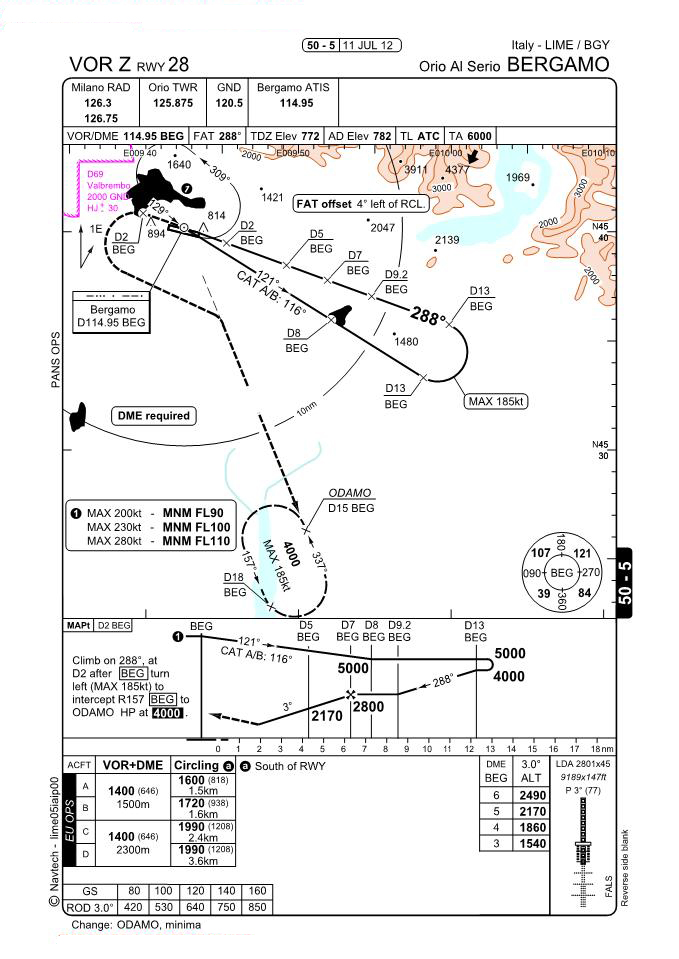 50 - 5 11 JUL 12
Italy - LIME / BGY
VOR Z RWY 28
Orio Al Serio BERGAMO
Milano RAD Orio TWR GND Bergamo ATIS
126.3 125.875 120.5 114.95
126.75
VOR/DME 114.95 BEG FAT 288° TDZ Elev 772 AD Elev 782 TL ATC TA 6000
E009 40 2000 E009 50 E010 00 E010 10
1640 309° 3911 4377 1969 3000
D69
Valbrembo
2000 GND
HJ 30
1
129° 814 1421
3000
FAT offset 4° left of RCL.
2047 2000
2139
N45
40
1E
D2
BEG
894
D2
BEG
D5
BEG
D7
BEG
D9.2
BEG
D13
BEG
2000
288°
121°
CAT A/B: 116°
Bergamo
D114.95 BEG
D8
BEG
1480
D13
BEG
MAX 185kt
PANS OPS
DME required
10nm
N45
30
1 MAX 200kt - MNM FL90
MAX 230kt - MNM FL100
MAX 280kt - MNM FL110
ODAMO
D15 BEG
4000
MAX 185kt
157°
337°
D18
BEG
180
107 121
090 BEG 270
39 84
360
50 - 5
MAPt D2 BEG
BEG D5 D7 D8 D9.2 D13
BEG BEG BEG BEG BEG
1
121°
CAT A/B: 116°
5000
5000
4000
288°
Climb on 288°, at
D2 after BEG turn
left (MAX 185kt) to
intercept R157 BEG to
ODAMO HP at 4000.
3°
2170
2800
0 1 2 3 4 5 6 7 8 9 10 11 12 13 14 15 16 17 18nm
ACFT VOR+DME Circling a a South of RWY
EU OPS
A 1400 (646) 1500m 1600 (818) 1.5km
B 1720 (938) 1.6km
C 1400 (646) 2300m 1990 (1208) 2.4km
D 1990 (1208) 3.6km
DME 3.0°
BEG ALT
6 2490
5 2170
4 1860
3 1540
LDA 2801x45
9189x147ft
P 3° (77)
FALS
GS 80 100 120 140 160
ROD 3.0° 420 530 640 750 850
Change: ODAMO, minima
© Navtech - lime05iaip00
Reverse side blank